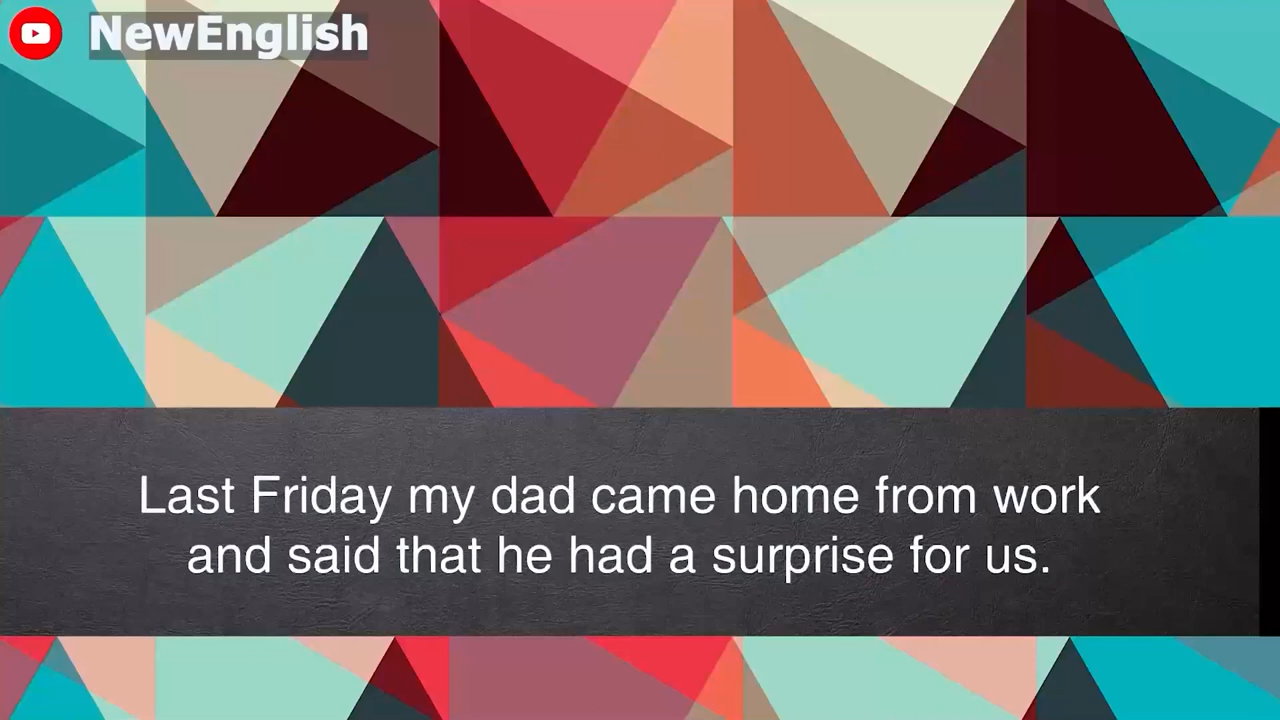 NewEnglish
Last Friday my dad came home from work
and said that he had a surprise for us.